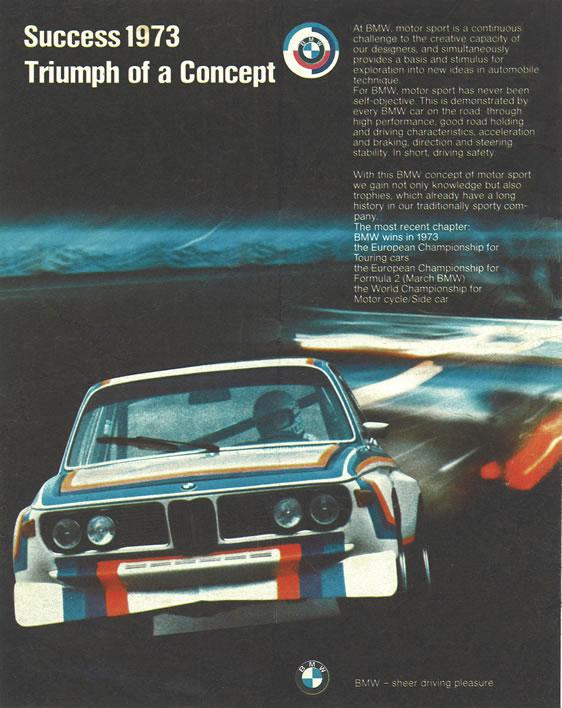 Success 1973
Triumph of a Concept
BMW
At BMW, motor sport is a continuous
challenge to the creative capacity of
our designers, and simultaneously
provides a basis and stimulus for
exploration into new ideas in automobile
technique.
For BMW, motor sport has never been
self-objective. This is demonstrated by
every BMW car on the road: through
high performance, good road holding
and driving characteristics, acceleration
and braking, direction and steering
stability. In short, driving safety.
With this BMW concept of motor sport
we gain not only knowledge but also
trophies, which already have a long
history in our traditionally sporty com-
pany.
The most recent chapter:
BMW wins in 1973
the European Championship for
Touring cars
the European Championship for
Formula 2 (March BMW)
the World Championship for
Motor cycle/Side car
BMW
BMW – sheer driving pleasure